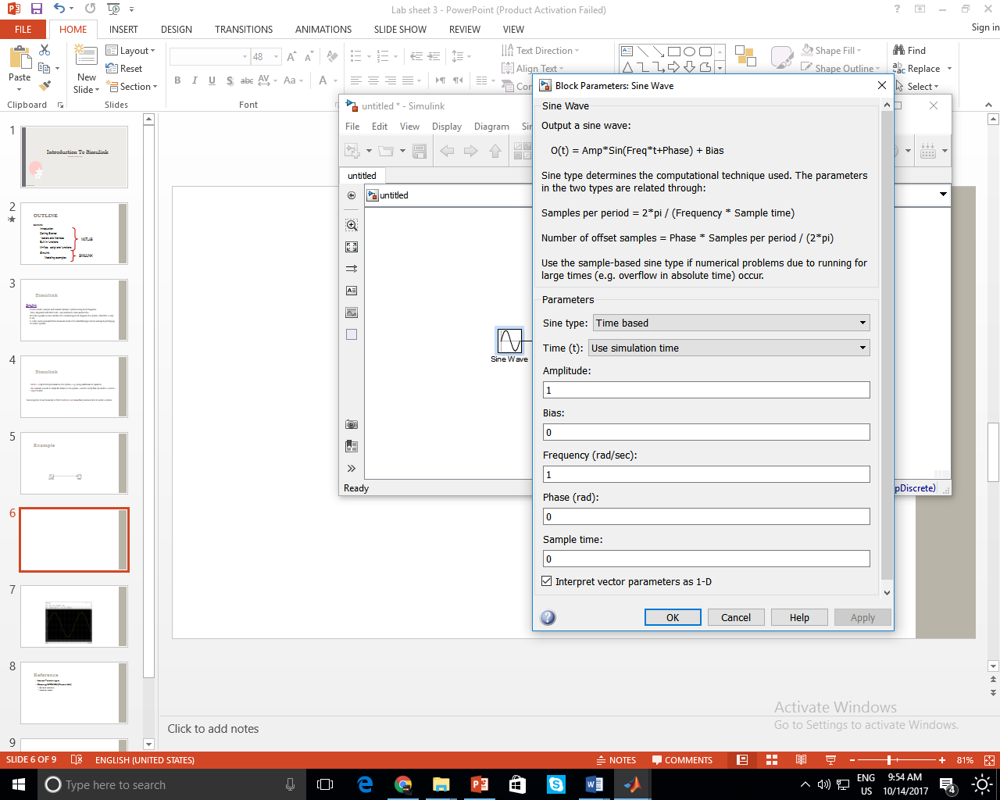 Lab sheet 3 - PowerPoint (Product Activation Failed)
FILE HOME INSERT DESIGN TRANSITIONS ANIMATIONS SLIDE SHOW REVIEW VIEW Sign in
Paste
Clipboard
New
Slide
Layout
Reset
Section
Slides
48
B I U S abc AV Aa A
Font
Text Direction
Align Text
Shape Fill
Shape Outline
Find
Replace
Select
untitled * - Simulink
File Edit View Display Diagram
untitled
untitled
Sine Wave
Ready
Block Parameters: Sine Wave
Sine Wave
Output a sine wave:
O(t) = Amp*Sin(Freq*t+Phase) + Bias
Sine type determines the computational technique used. The parameters
in the two types are related through:
Samples per period = 2*pi / (Frequency * Sample time)
Number of offset samples = Phase * Samples per period / (2*pi)
Use the sample-based sine type if numerical problems due to running for
large times (e.g. overflow in absolute time) occur.
Parameters
Sine type: Time based
Time (t): Use simulation time
Amplitude:
1
Bias:
0
Frequency (rad/sec):
1
Phase (rad):
0
Sample time:
0
Interpret vector parameters as 1-D
OK Cancel Help Apply
1
Introduction To Simulink
2
OUTLINE
MATLAB
SIMULINK
3
Simulink
4
Simulink
5
Example
6
7
8
Reference
9
Activate Windows
Go to Settings to activate Windows.
Click to add notes
SLIDE 6 OF 9 ENGLISH (UNITED STATES) NOTES COMMENTS 81%
Type here to search
ENG
US
9:54 AM
10/14/2017
4